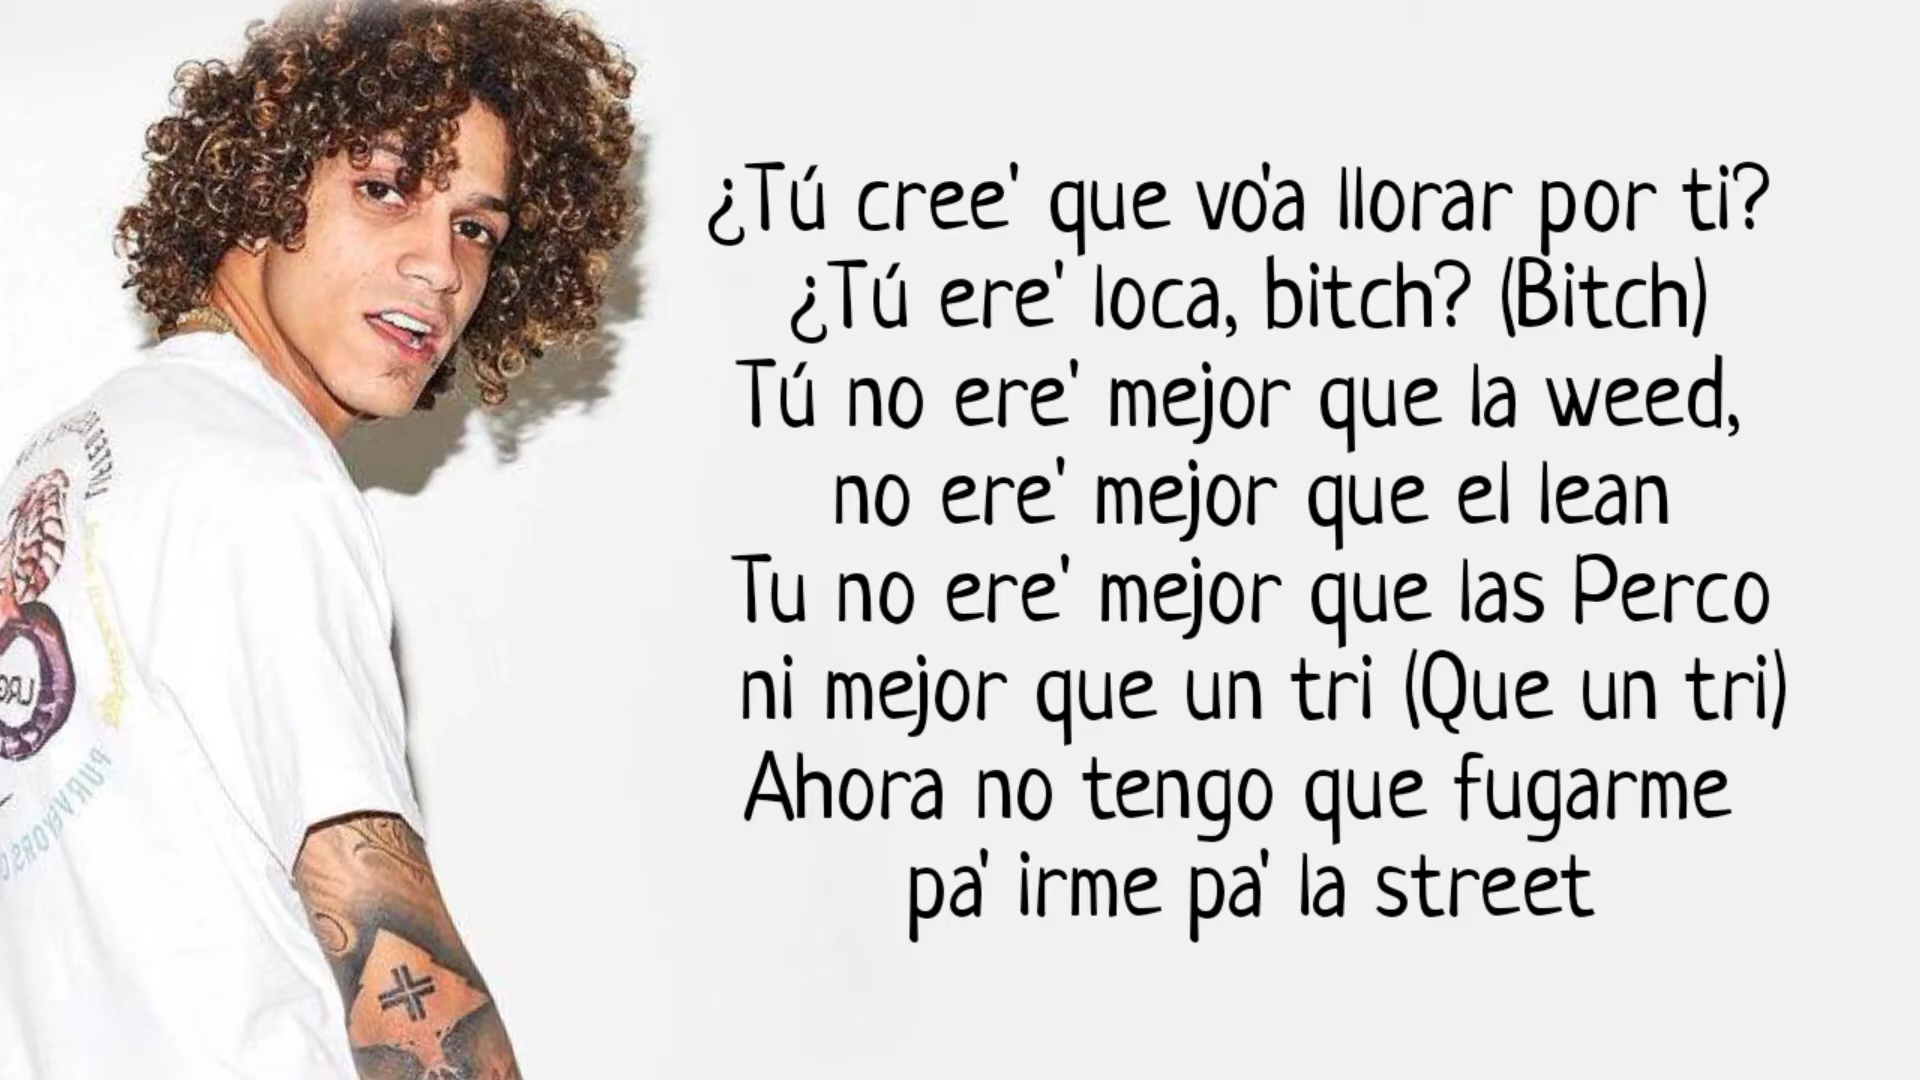 ¿Tú cree' que vo'a llorar por ti?
¿Tú ere' loca, bitch? (Bitch)
Tú no ere' mejor que la weed,
no ere' mejor que el lean
Tu no ere' mejor que las Perco
ni mejor que un tri (Que un tri)
Ahora no tengo que fugarme
pa' irme pa' la street
LRG